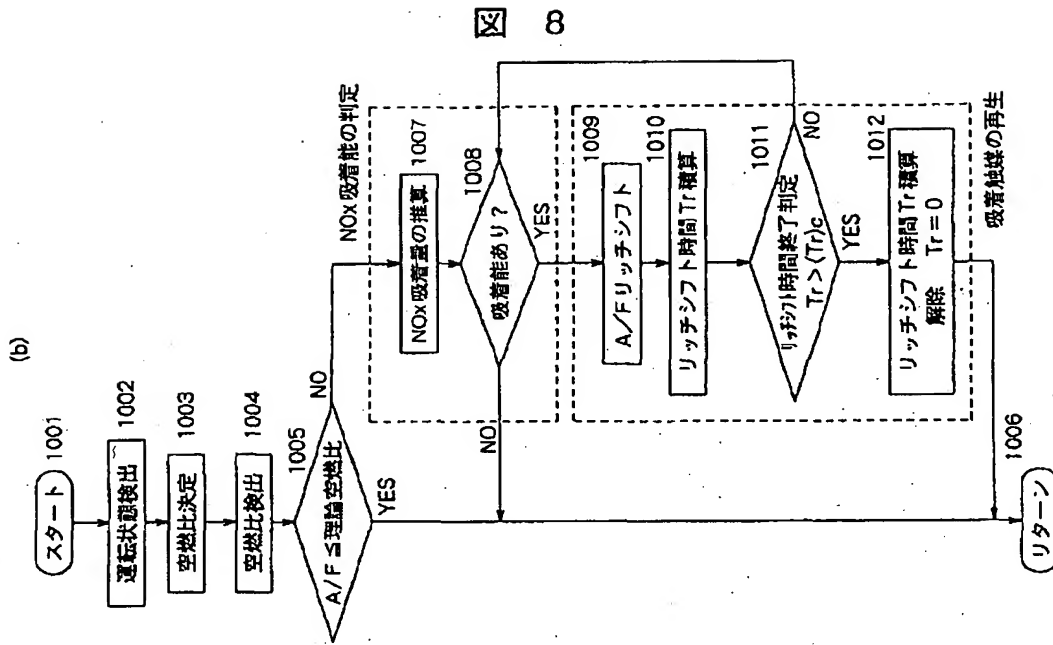 図 8
(b)
スタート
1001
運転状態検出
1002
空燃比決定
1003
空燃比検出
1004
A/F≦理論空燃比
1005
NO
YES
NOx吸着能の判定
NOx吸着量の推算
1007
吸着能あり?
1008
NO
YES
A/Fリッチシフト
1009
リッチシフト時間Tr積算
1010
リッチシフト時間終了判定
Tr>(Tr)c
1011
NO
YES
リッチシフト時間Tr積算
解除 Tr=0
1012
吸着触媒の再生
1006
リターン